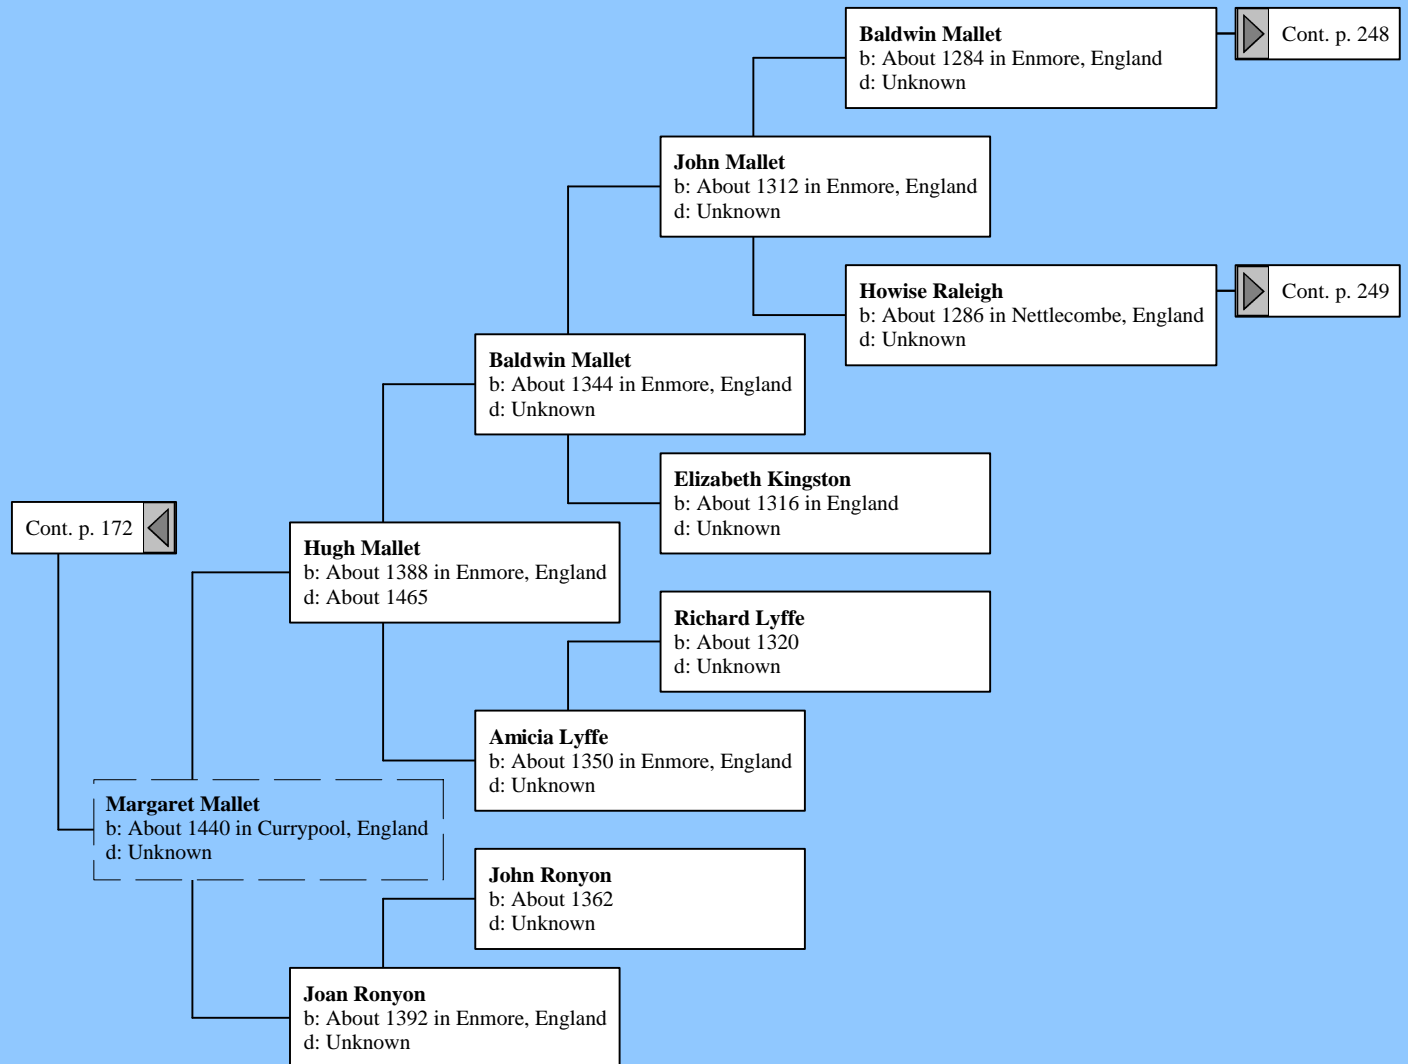 Baldwin Mallet
b: About 1284 in Enmore, England
d: Unknown
Cont. p. 248
John Mallet
b: About 1312 in Enmore, England
d: Unknown
Howise Raleigh
b: About 1286 in Nettlecombe, England
d: Unknown
Cont. p. 249
Baldwin Mallet
b: About 1344 in Enmore, England
d: Unknown
Elizabeth Kingston
b: About 1316 in England
d: Unknown
Cont. p. 172
Hugh Mallet
b: About 1388 in Enmore, England
d: About 1465
Richard Lyffe
b: About 1320
d: Unknown
Amicia Lyffe
b: About 1350 in Enmore, England
d: Unknown
Margaret Mallet
b: About 1440 in Currypool, England
d: Unknown
John Ronyon
b: About 1362
d: Unknown
Joan Ronyon
b: About 1392 in Enmore, England
d: Unknown